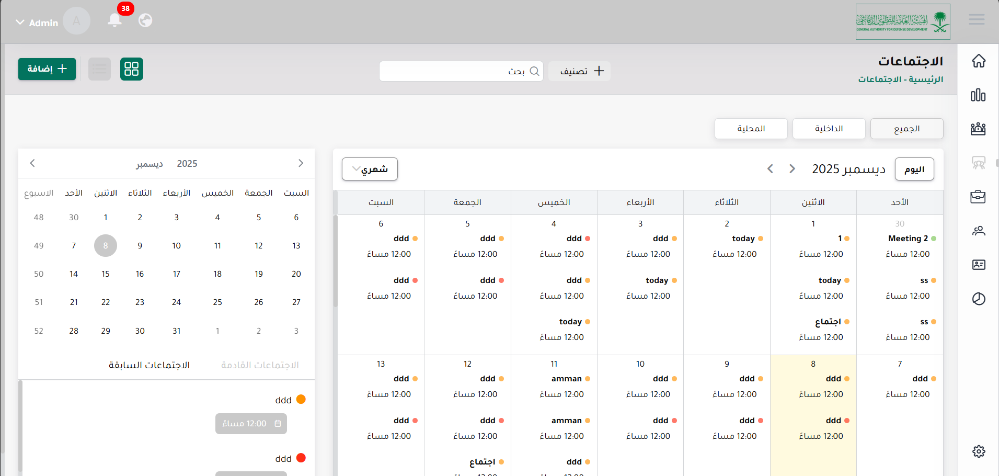 الهيئة العامة للتطوير الدفاعي
GENERAL AUTHORITY FOR DEFENSE DEVELOPMENT
38
A
Admin
الاجتماعات
الرئيسية - الاجتماعات
تصنيف
بحث
إضافة
الجميع
الداخلية
المحلية
اليوم
ديسمبر 2025
شهري
الأحد
الاثنين
الثلاثاء
الأربعاء
الخميس
الجمعة
السبت
30
Meeting 2
12:00 مساءً
ss
12:00 مساءً
ss
12:00 مساءً
1
1
12:00 مساءً
today
12:00 مساءً
اجتماع
12:00 مساءً
2
today
12:00 مساءً
3
ddd
12:00 مساءً
today
12:00 مساءً
4
ddd
12:00 مساءً
ddd
12:00 مساءً
today
12:00 مساءً
5
ddd
12:00 مساءً
ddd
12:00 مساءً
6
ddd
12:00 مساءً
ddd
12:00 مساءً
7
ddd
12:00 مساءً
8
ddd
12:00 مساءً
ddd
12:00 مساءً
9
ddd
12:00 مساءً
ddd
12:00 مساءً
10
ddd
12:00 مساءً
ddd
12:00 مساءً
11
amman
12:00 مساءً
amman
12:00 مساءً
ddd
12
ddd
12:00 مساءً
ddd
12:00 مساءً
اجتماع
13
ddd
12:00 مساءً
ddd
12:00 مساءً
ديسمبر 2025
السبت الجمعة الخميس الأربعاء الثلاثاء الاثنين الأحد الاسبوع
6 5 4 3 2 1 30 48
13 12 11 10 9 8 7 49
20 19 18 17 16 15 14 50
27 26 25 24 23 22 21 51
3 2 1 31 30 29 28 52
الاجتماعات القادمة
الاجتماعات السابقة
ddd
12:00 مساءً
ddd